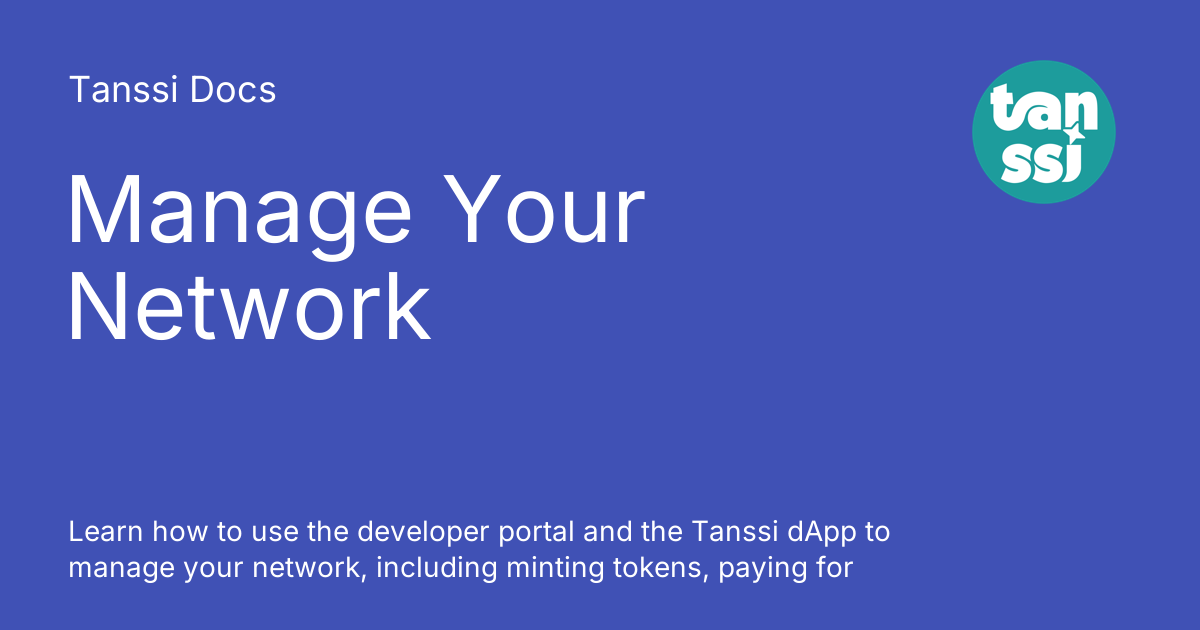 Tanssi Docs
tan
ssi
Manage Your
Network
Learn how to use the developer portal and the Tanssi dApp to
manage your network, including minting tokens, paying for